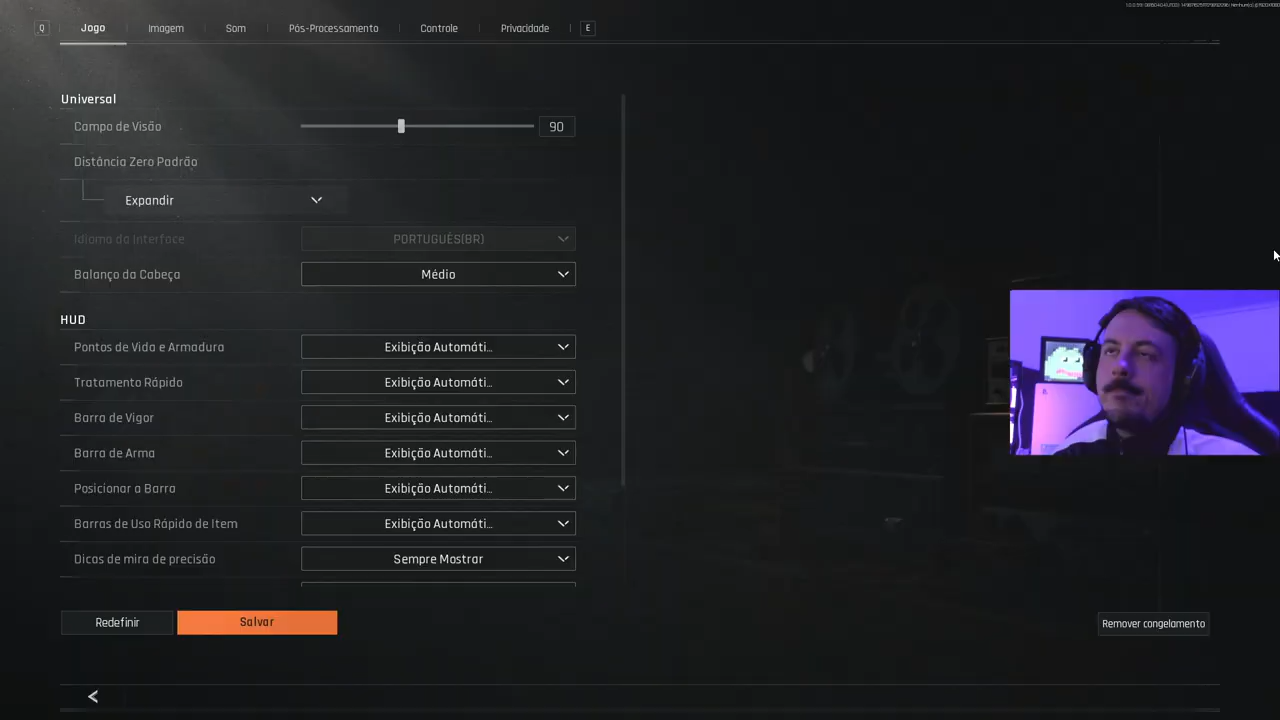 Q Jogo Imagem Som Pós-Processamento Controle Privacidade E
Universal
Campo de Visão 90
Distância Zero Padrão
Expandir
Idioma da Interface PORTUGUÊS(BR)
Balanço da Cabeça Médio
HUD
Pontos de Vida e Armadura Exibição Automáti...
Tratamento Rápido Exibição Automáti...
Barra de Vigor Exibição Automáti...
Barra de Arma Exibição Automáti...
Posicionar a Barra Exibição Automáti...
Barras de Uso Rápido de Item Exibição Automáti...
Dicas de mira de precisão Sempre Mostrar
Redefinir Salvar Remover congelamento